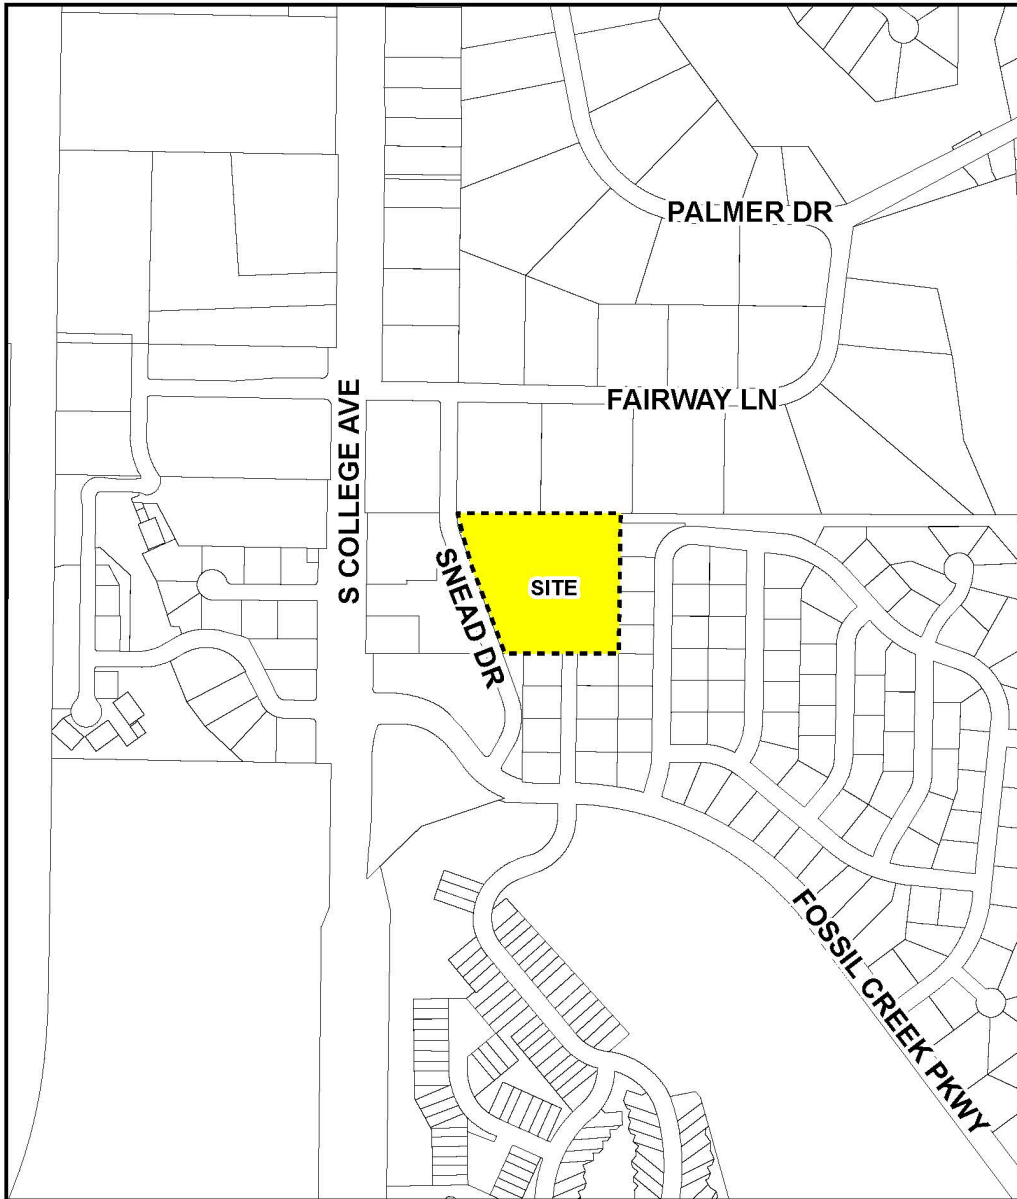 PALMER DR
FAIRWAY LN
S COLLEGE AVE
SNEAD DR
SITE
FOSSIL CREEK PKWY